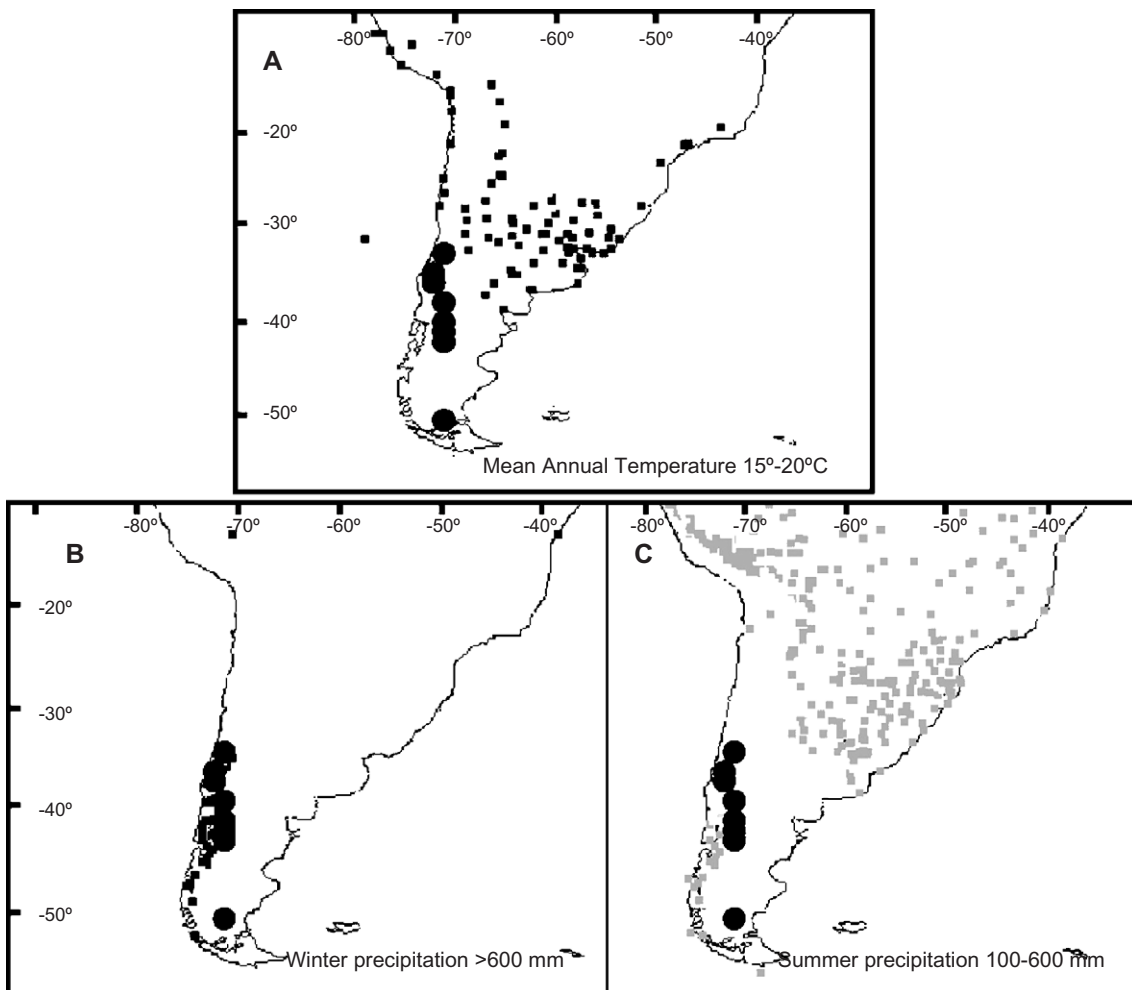 -80º -70º -60º -50º -40º
A
-20º
-30º
-40º
-50º
Mean Annual Temperature 15º-20ºC
-70º -60º -50º -40º
B
-20º
-30º
-40º
-50º
Winter precipitation >600 mm
-80º -70º -60º -50º -40º
C
Summer precipitation 100-600 mm